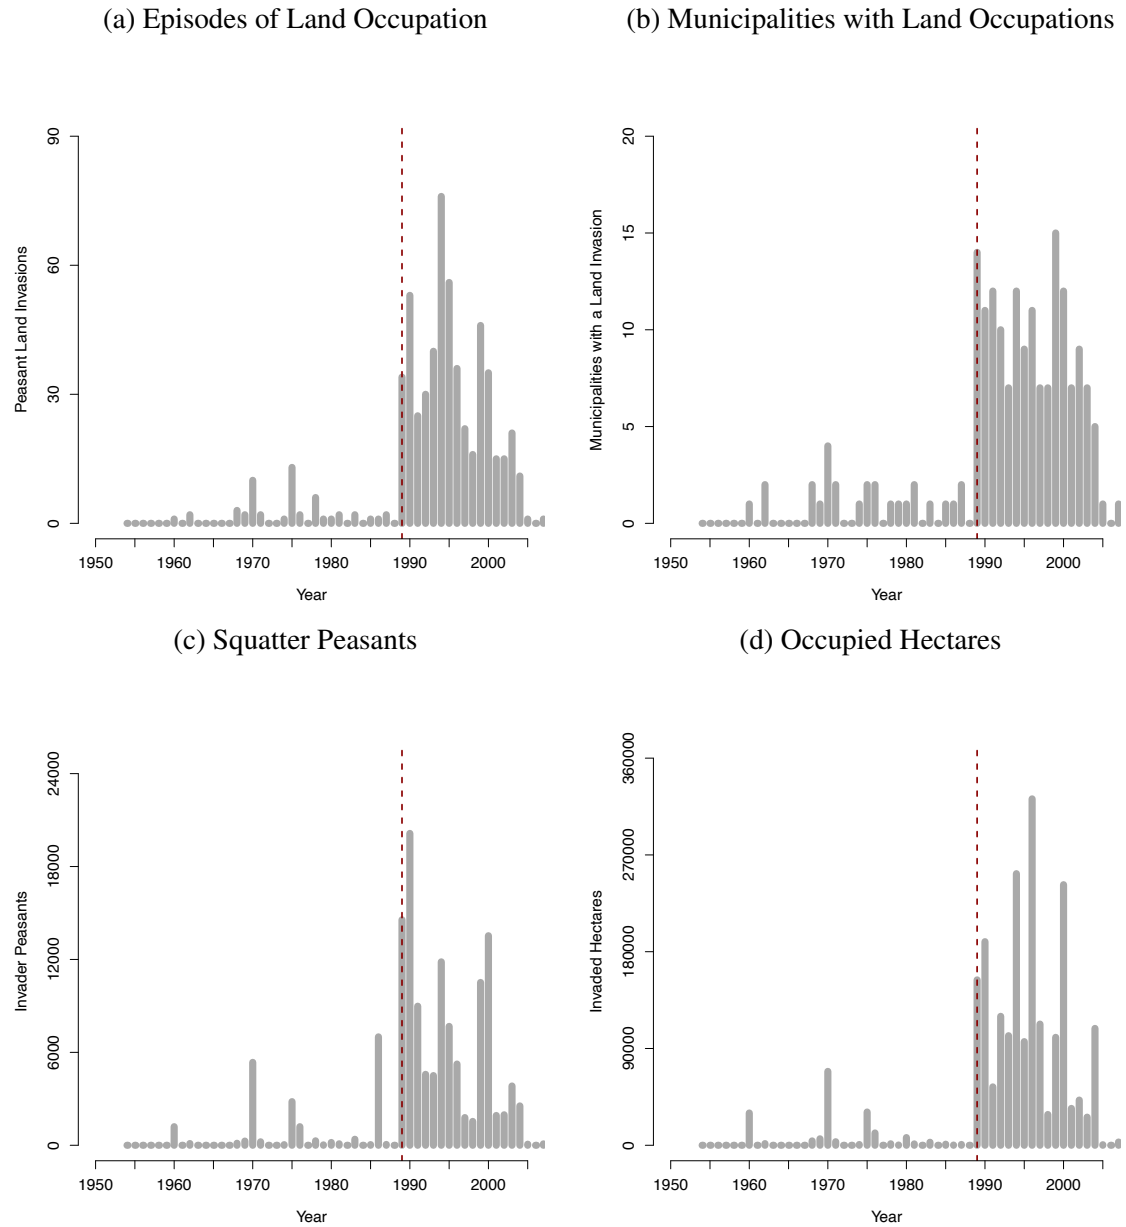 (a) Episodes of Land Occupation
Peasant Land Invasions
90
60
30
0
1950 1960 1970 1980 1990 2000
Year
(b) Municipalities with Land Occupations
Municipalities with a Land Invasion
20
15
10
5
0
1950 1960 1970 1980 1990 2000
Year
(c) Squatter Peasants
Invader Peasants
24000
18000
12000
6000
0
1950 1960 1970 1980 1990 2000
Year
(d) Occupied Hectares
Invaded Hectares
360000
270000
180000
90000
0
1950 1960 1970 1980 1990 2000
Year